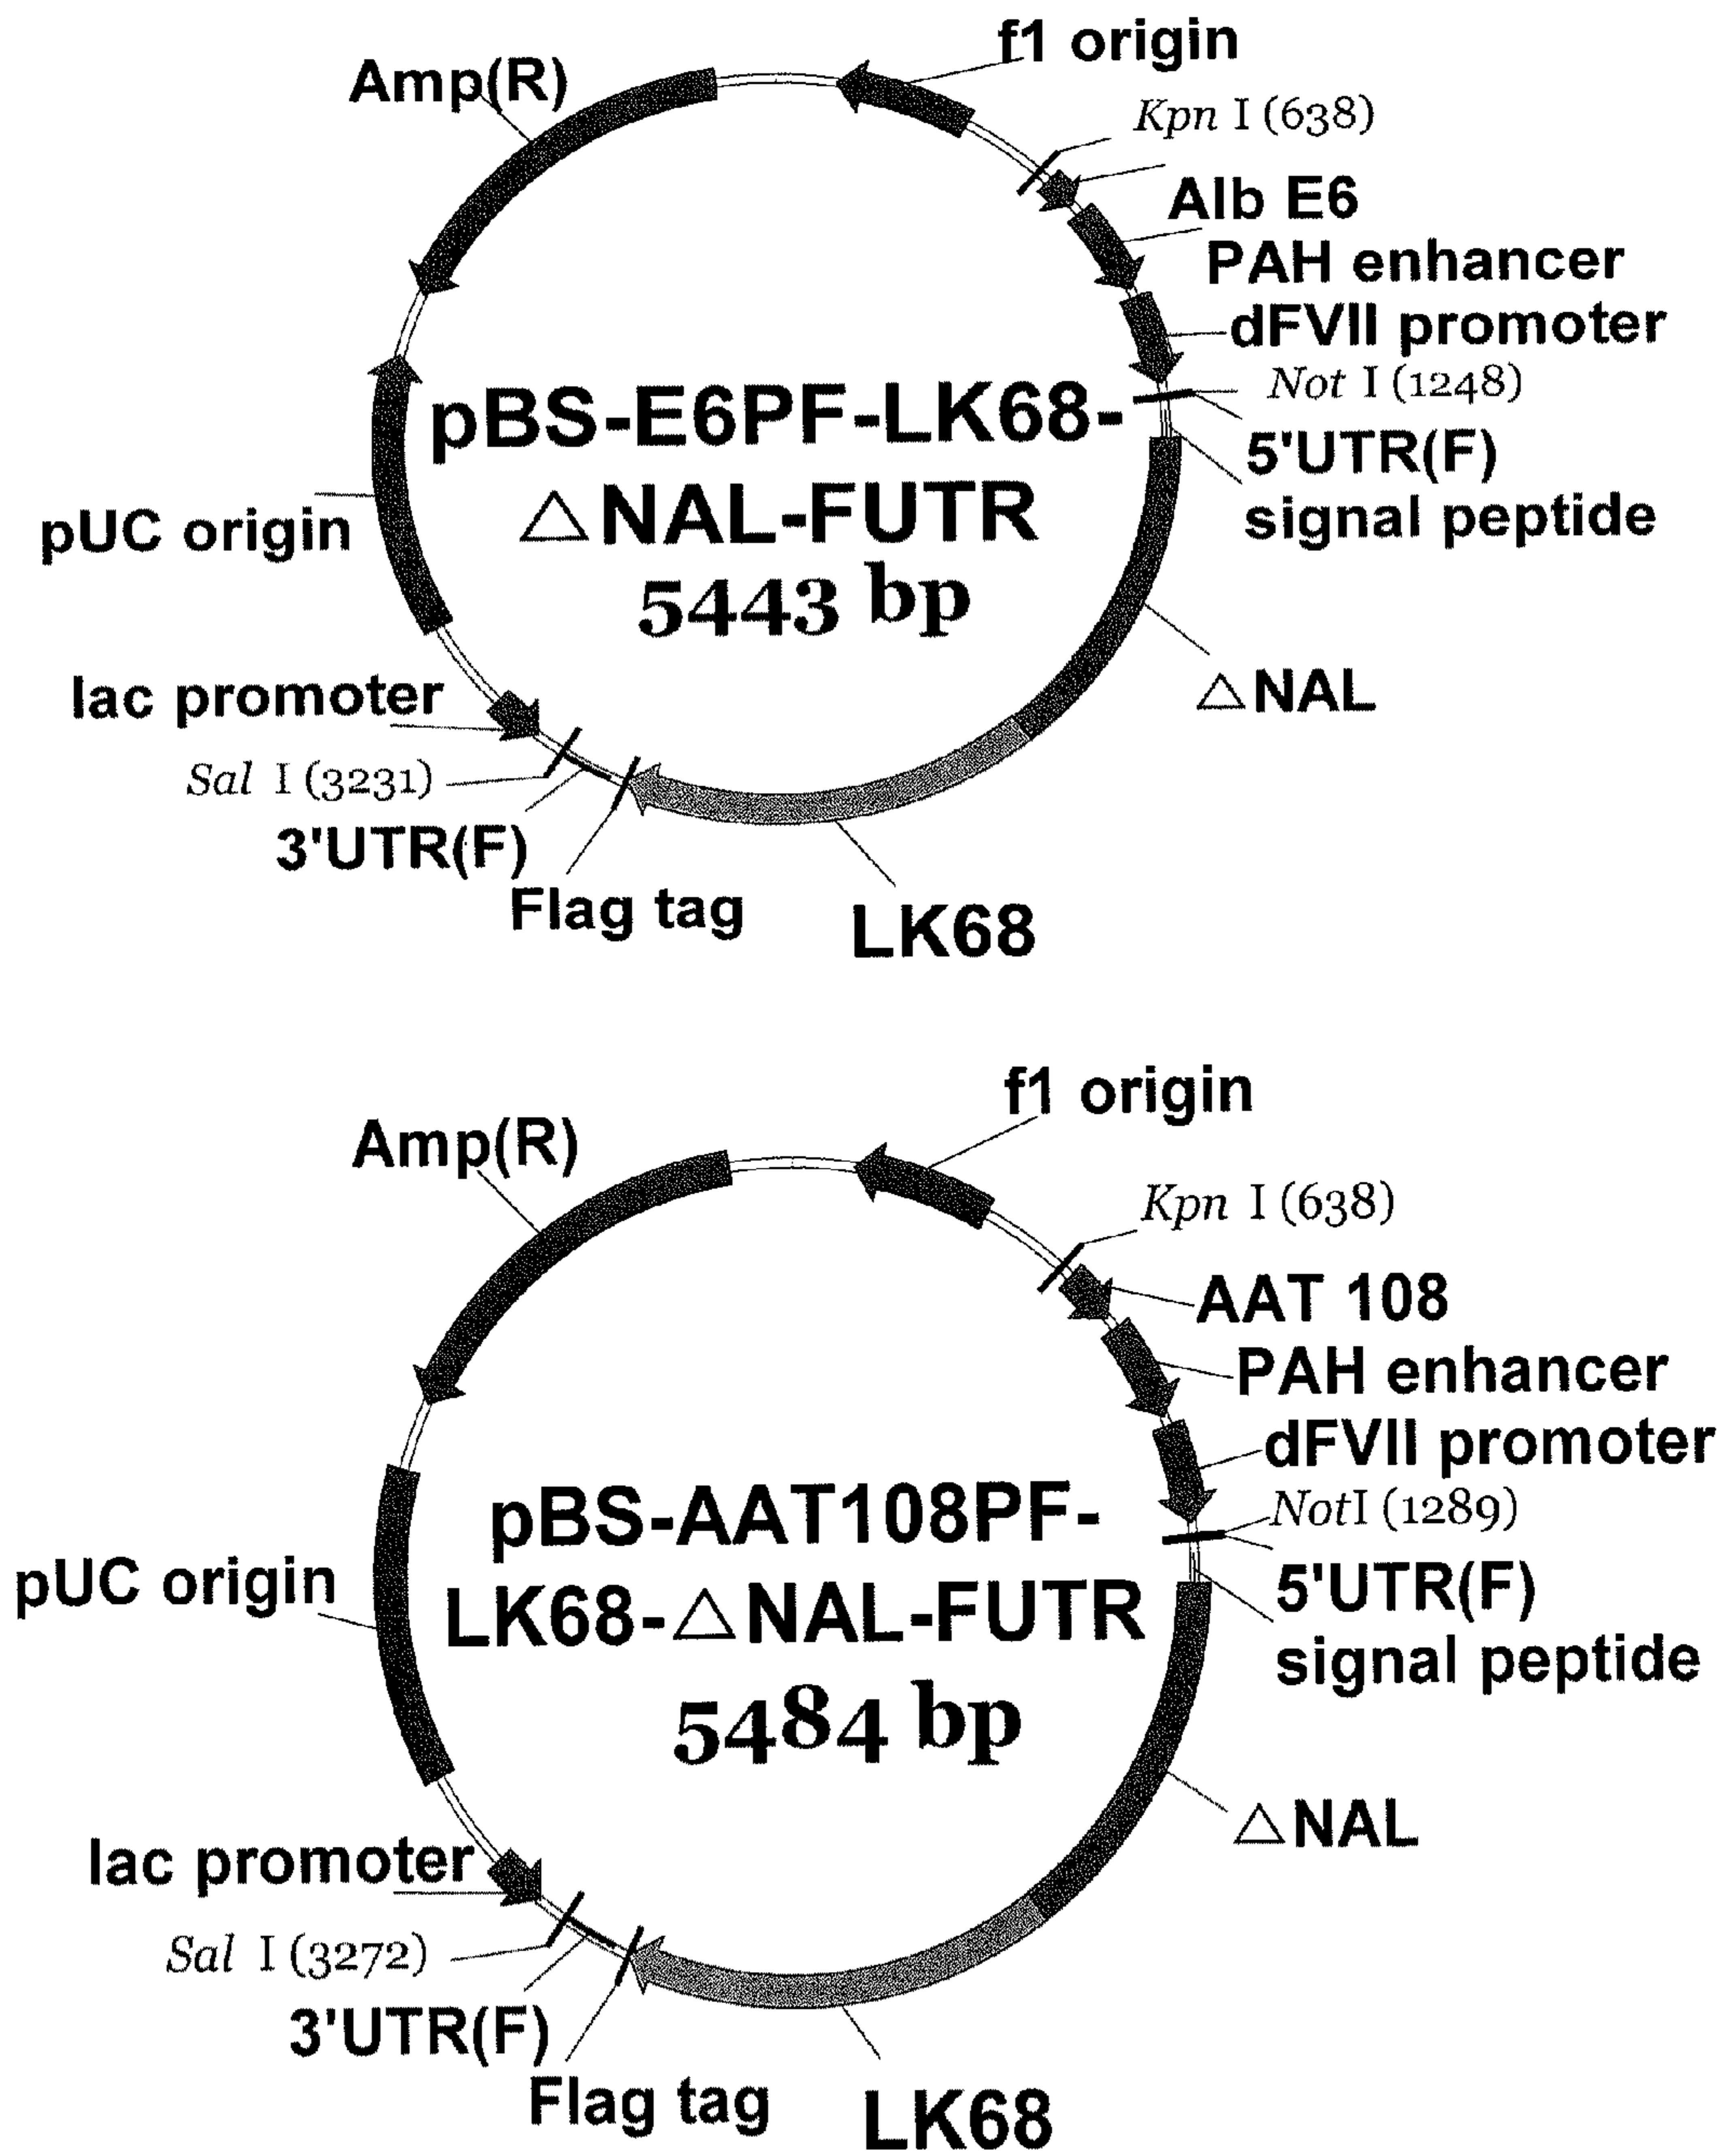 f1 origin
Amp(R)
Kpn I (638)
Alb E6
PAH enhancer
dFVII promoter
Not I (1248)
pBS-E6PF-LK68-
△NAL-FUTR
5443 bp
5'UTR(F)
signal peptide
pUC origin
△NAL
lac promoter
Sal I (3231)
3'UTR(F)
Flag tag
LK68
f1 origin
Amp(R)
Kpn I (638)
AAT 108
PAH enhancer
dFVII promoter
NotI (1289)
pBS-AAT108PF-
LK68-△NAL-FUTR
5484 bp
5'UTR(F)
signal peptide
pUC origin
△NAL
lac promoter
Sal I (3272)
3'UTR(F)
Flag tag
LK68